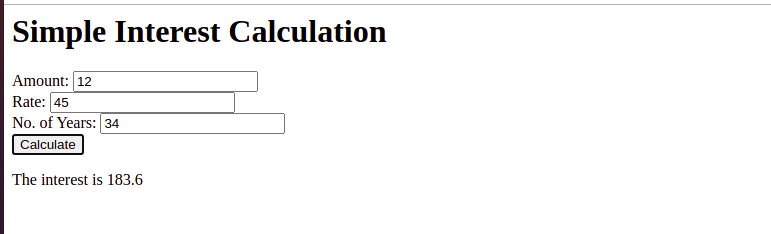 Simple Interest Calculation
Amount: 12
Rate: 45
No. of Years: 34
Calculate
The interest is 183.6